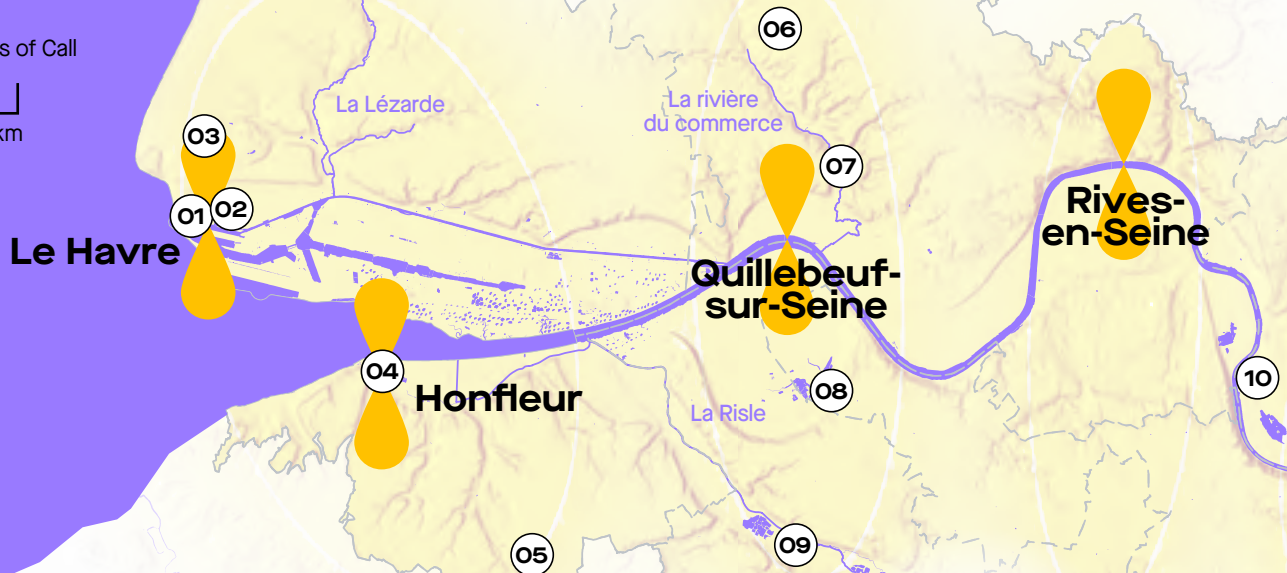 s of Call
km
06
La Lézarde
La rivière
du commerce
03
07
01
02
Le Havre
Rives-
en-Seine
Quillebeuf-
sur-Seine
04
Honfleur
08
10
La Risle
05
09